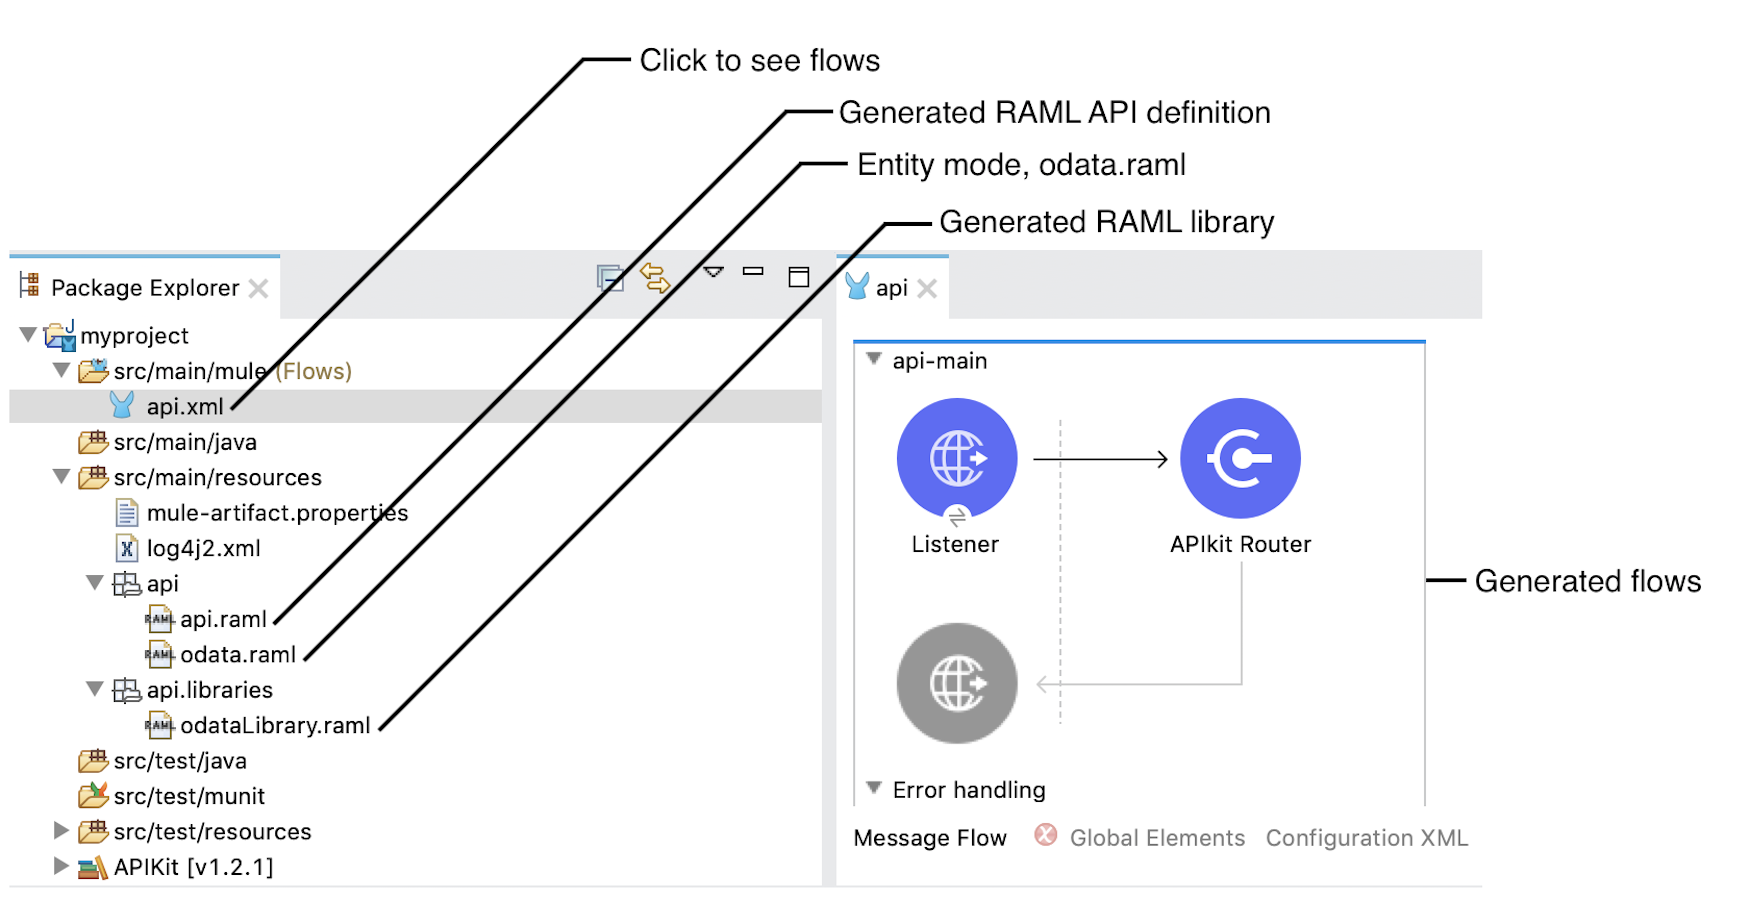 Click to see flows
Generated RAML API definition
Entity mode, odata.raml
Generated RAML library
Package Explorer
myproject
src/main/mule (Flows)
api.xml
src/main/java
src/main/resources
mule-artifact.properties
log4j2.xml
api
RAML api.raml
RAML odata.raml
api.libraries
RAML odataLibrary.raml
src/test/java
src/test/munit
src/test/resources
APIKit [v1.2.1]
api
api-main
Listener
APIkit Router
Generated flows
Error handling
Message Flow Global Elements Configuration XML